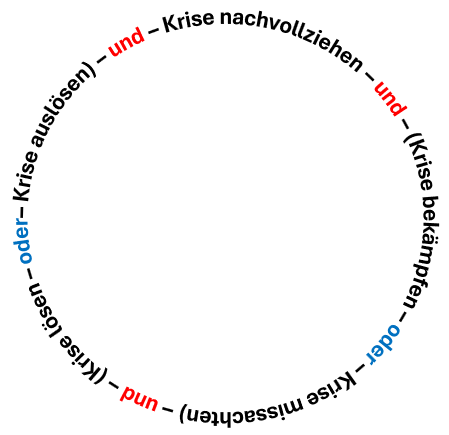 Krise nachvollziehen – und – (Krise bekämpfen – oder – Krise missachten) – und – (Krise lösen – oder– Krise auslösen) – und –